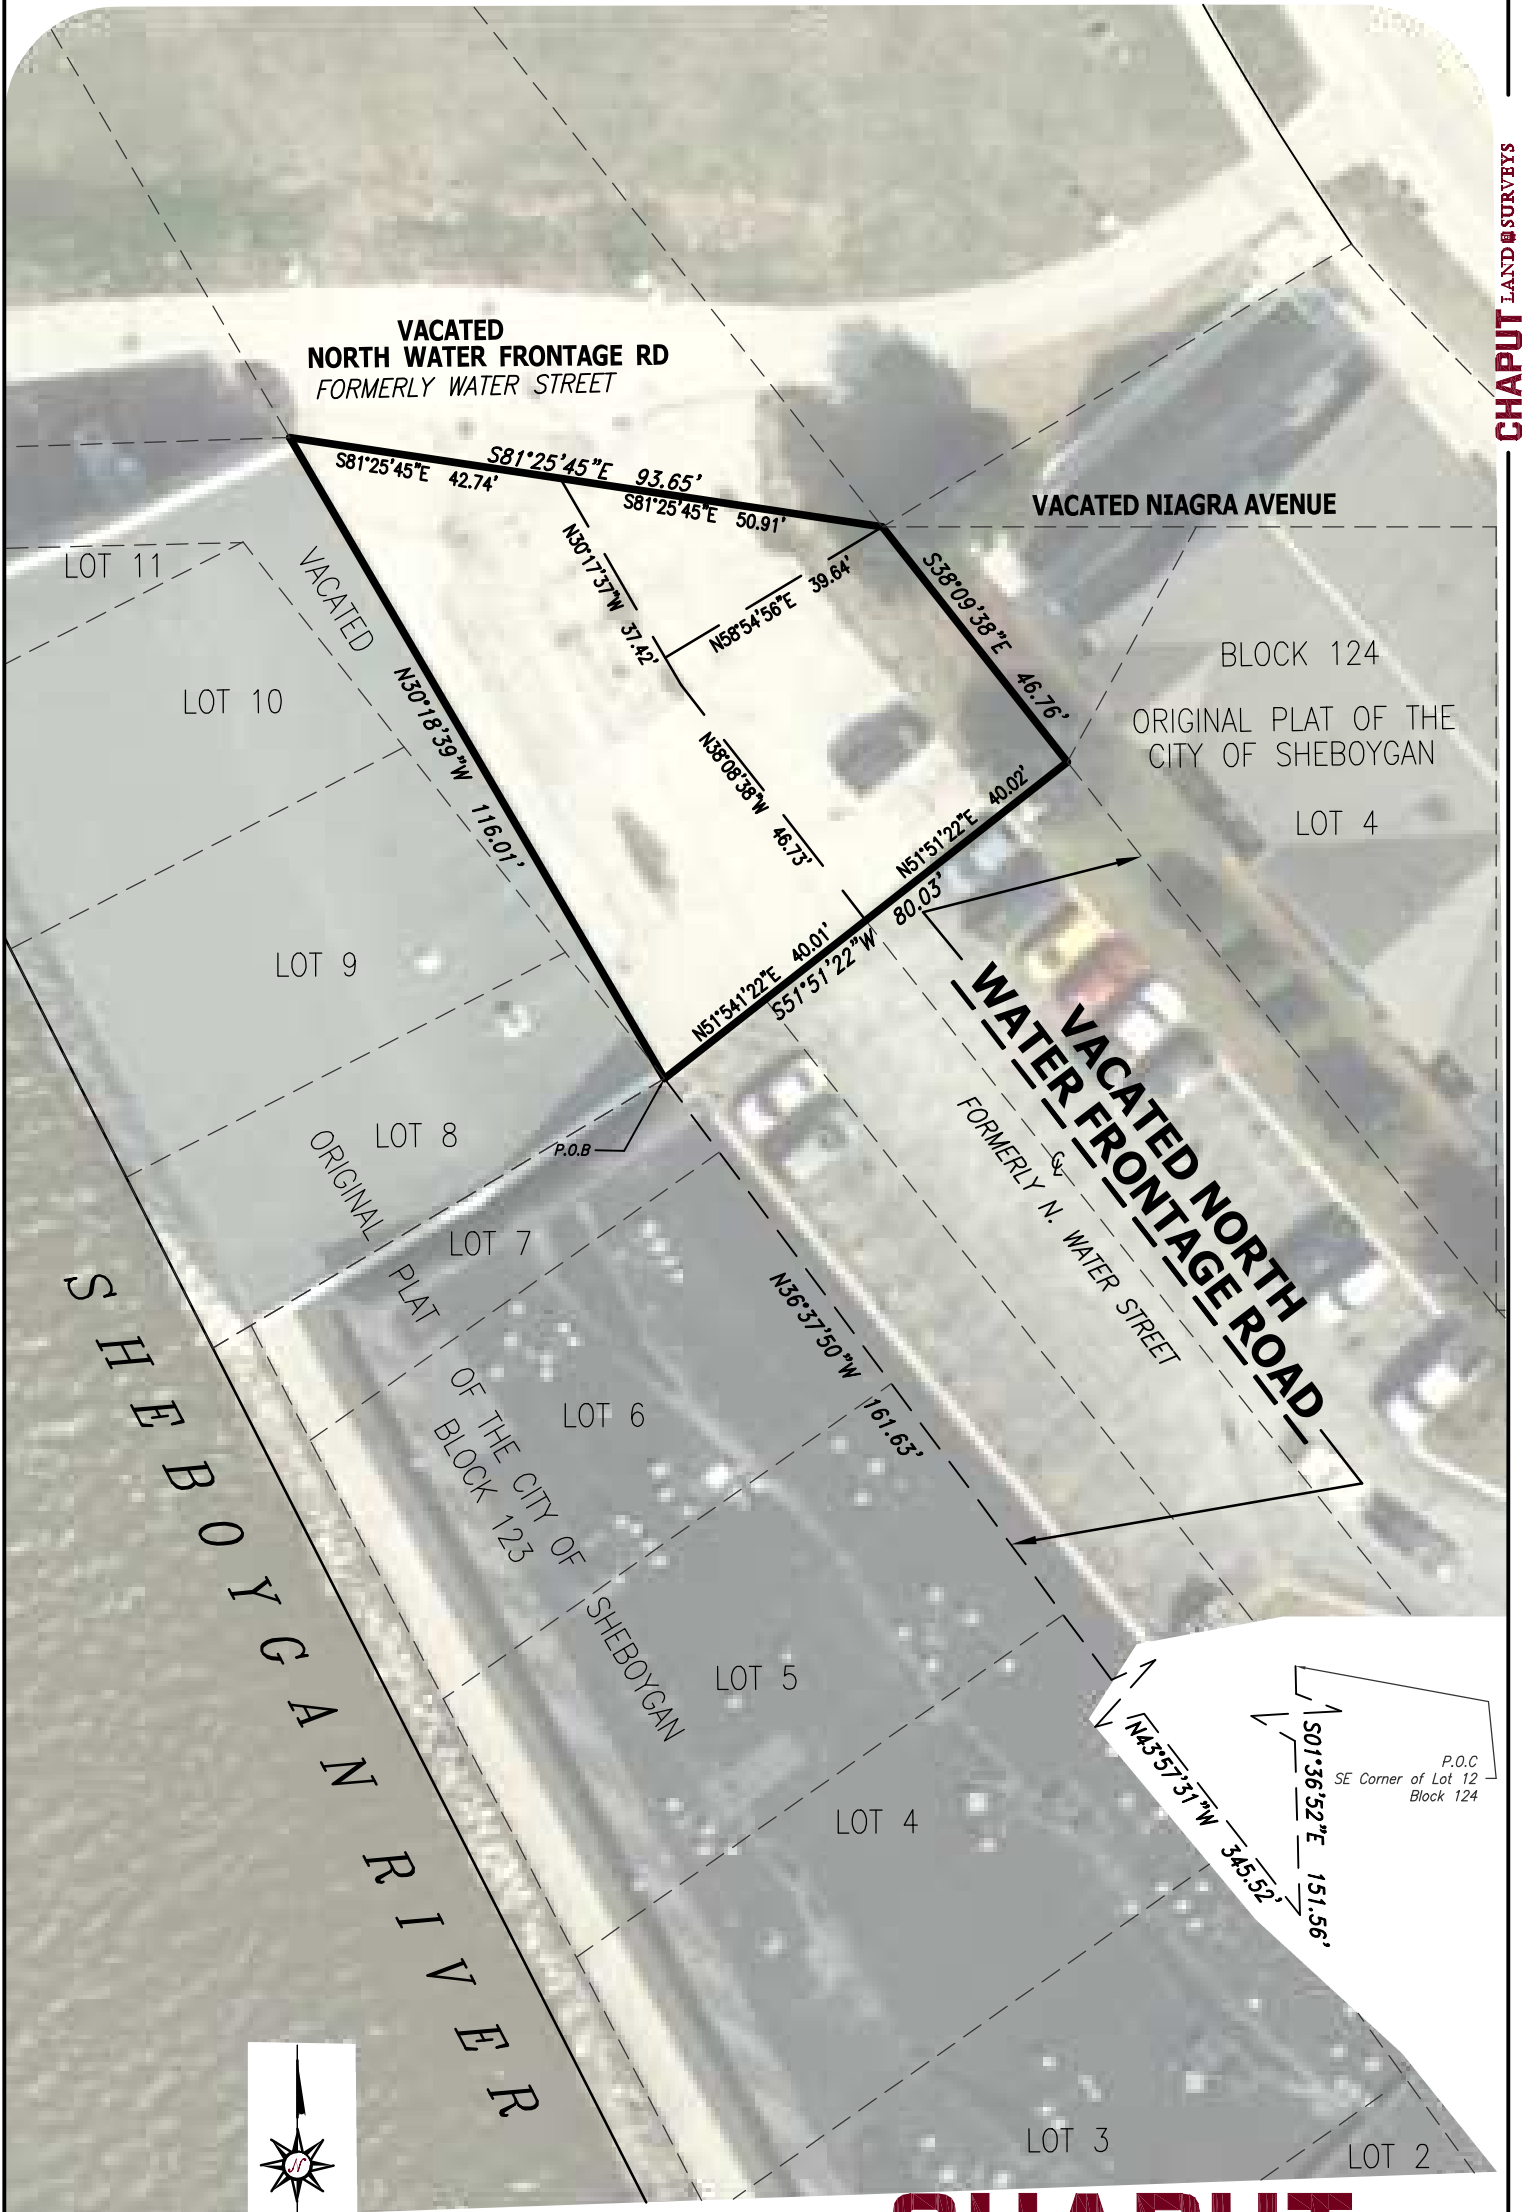 CHAPUT LAND SURVEYS
VACATED
NORTH WATER FRONTAGE RD
FORMERLY WATER STREET
S81°25'45"E 93.65'
S81°25'45"E 42.74'
S81°25'45"E 50.91'
VACATED NIAGRA AVENUE
N30°17'37"W 37.42'
N58°54'56"E 39.64'
S38°09'38"E 46.76'
LOT 11
VACATED
BLOCK 124
ORIGINAL PLAT OF THE
CITY OF SHEBOYGAN
LOT 4
LOT 10
N30°18'39"W 116.01'
N38°08'38"W 46.73'
N51°51'22"E 40.02'
80.03'
S51°51'22"W
N51°541'22"E 40.01'
LOT 9
VACATED NORTH
WATER FRONTAGE ROAD
FORMERLY N. WATER STREET
LOT 8
P.O.B
ORIGINAL
PLAT
OF THE CITY OF
SHEBOYGAN
BLOCK 123
LOT 7
N36°37'50"W 161.63'
LOT 6
LOT 5
SHEBOYGAN RIVER
N43°57'31"W 345.52'
S01°36'52"E 151.56'
P.O.C
SE Corner of Lot 12
Block 124
LOT 4
LOT 3
LOT 2
N